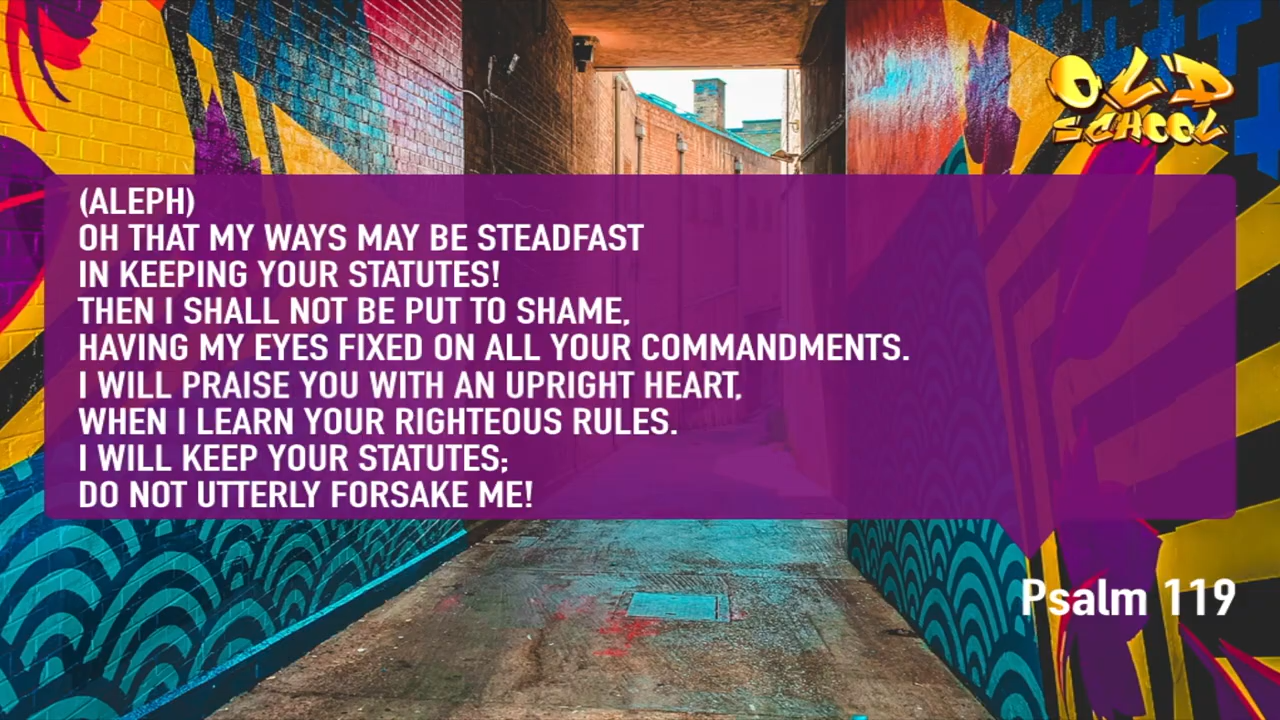 OLD
SCHOOL
(ALEPH)
OH THAT MY WAYS MAY BE STEADFAST
IN KEEPING YOUR STATUTES!
THEN I SHALL NOT BE PUT TO SHAME,
HAVING MY EYES FIXED ON ALL YOUR COMMANDMENTS.
I WILL PRAISE YOU WITH AN UPRIGHT HEART,
WHEN I LEARN YOUR RIGHTEOUS RULES.
I WILL KEEP YOUR STATUTES;
DO NOT UTTERLY FORSAKE ME!
Psalm 119